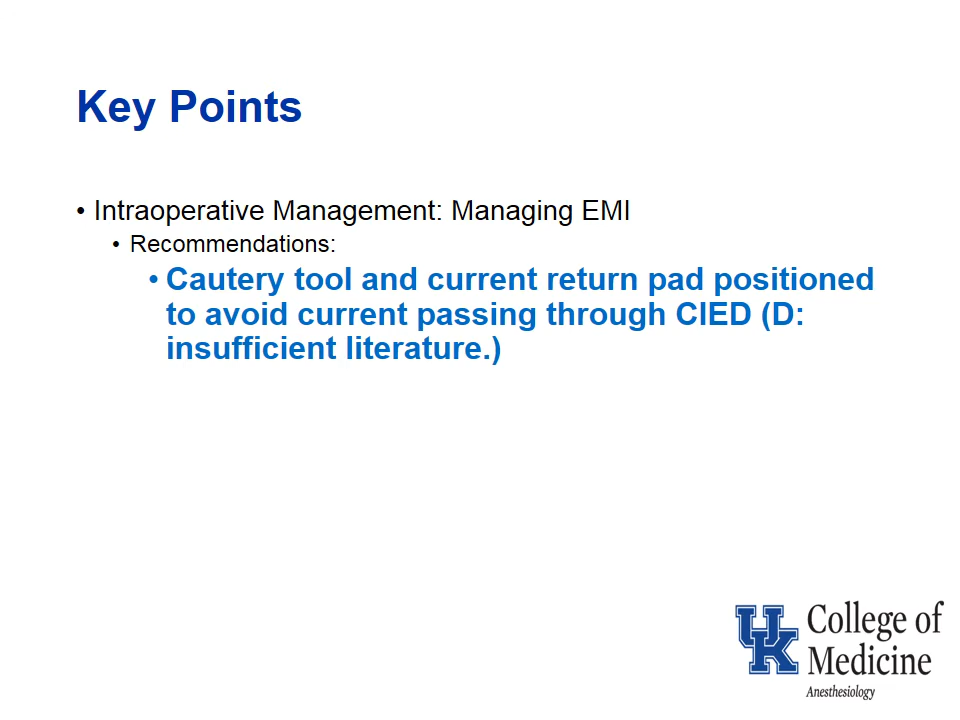 Key Points
• Intraoperative Management: Managing EMI
• Recommendations:
• Cautery tool and current return pad positioned
to avoid current passing through CIED (D:
insufficient literature.)
UK
College of
Medicine
Anesthesiology